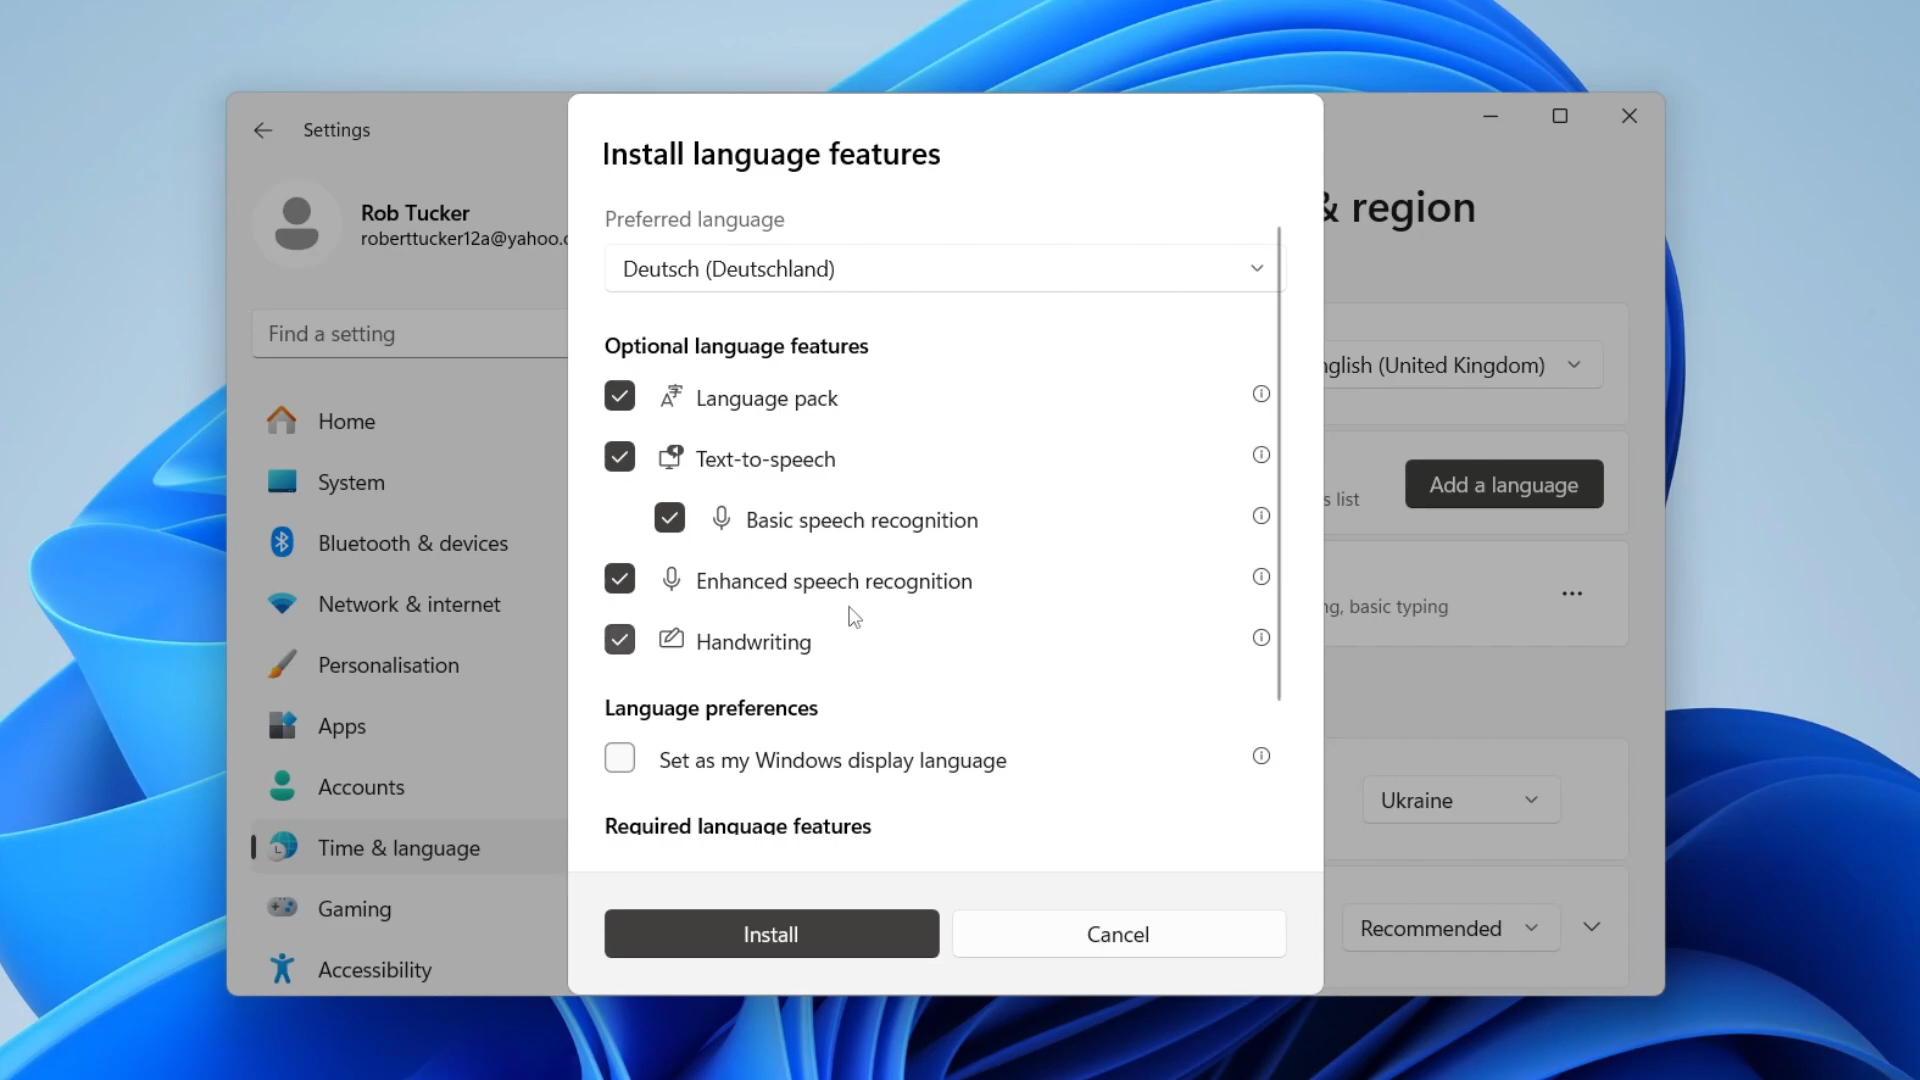 Settings
Rob Tucker
Find a setting
Home
System
Bluetooth & devices
Network & internet
Personalisation
Apps
Accounts
Time & language
Gaming
Accessibility
Install language features
Preferred language
Deutsch (Deutschland)
Optional language features
Language pack
Text-to-speech
Basic speech recognition
Enhanced speech recognition
Handwriting
Language preferences
Set as my Windows display language
Required language features
Install
Cancel
& region
(United Kingdom)
Add a language
list
basic typing
Ukraine
Recommended